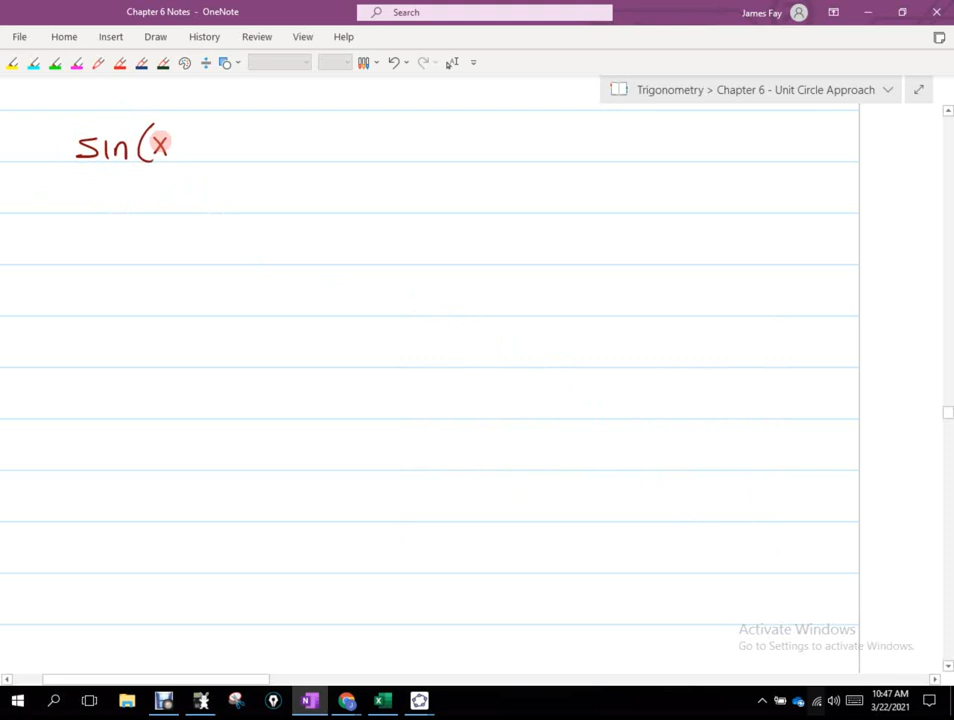 Chapter 6 Notes - OneNote
Search
James Fay
File Home Insert Draw History Review View Help
Trigonometry > Chapter 6 - Unit Circle Approach
sin(x
Activate Windows
Go to Settings to activate Windows.
10:47 AM
3/22/2021